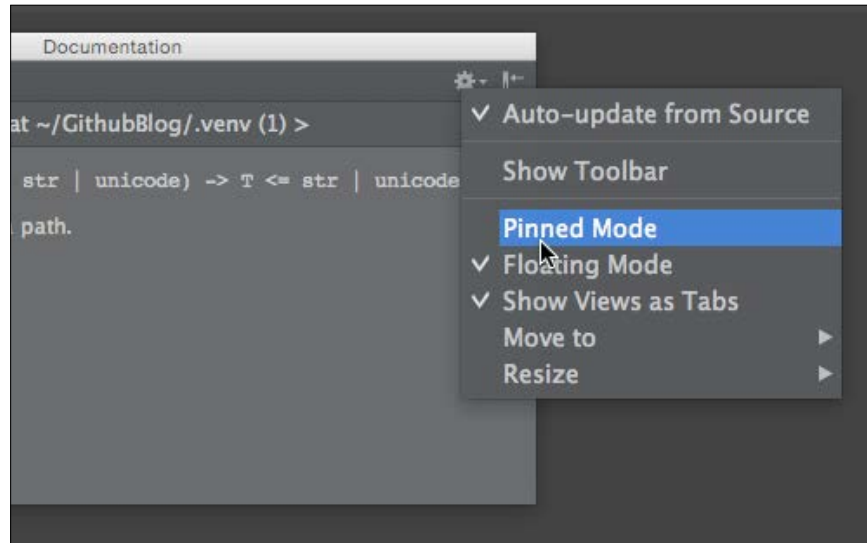 Documentation
at ~/GithubBlog/.venv (1) >
str | unicode) -> T <= str | unicode
path.
Auto-update from Source
Show Toolbar
Pinned Mode
Floating Mode
Show Views as Tabs
Move to
Resize